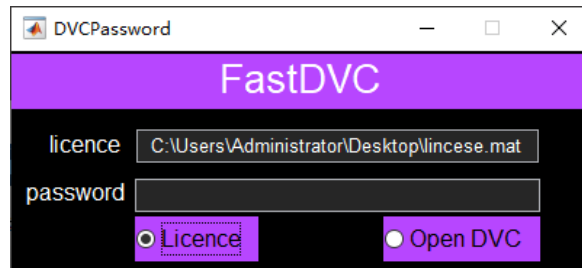 DVCPassword
FastDVC
licence C:\Users\Administrator\Desktop\lincese.mat
password
Licence Open DVC